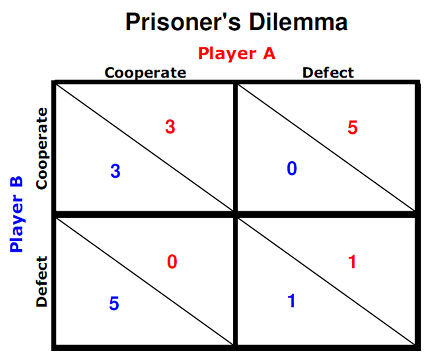 Prisoner's Dilemma
Player A
Cooperate Defect
Player B
Cooperate
3 5
3 0
Defect
0 1
5 1